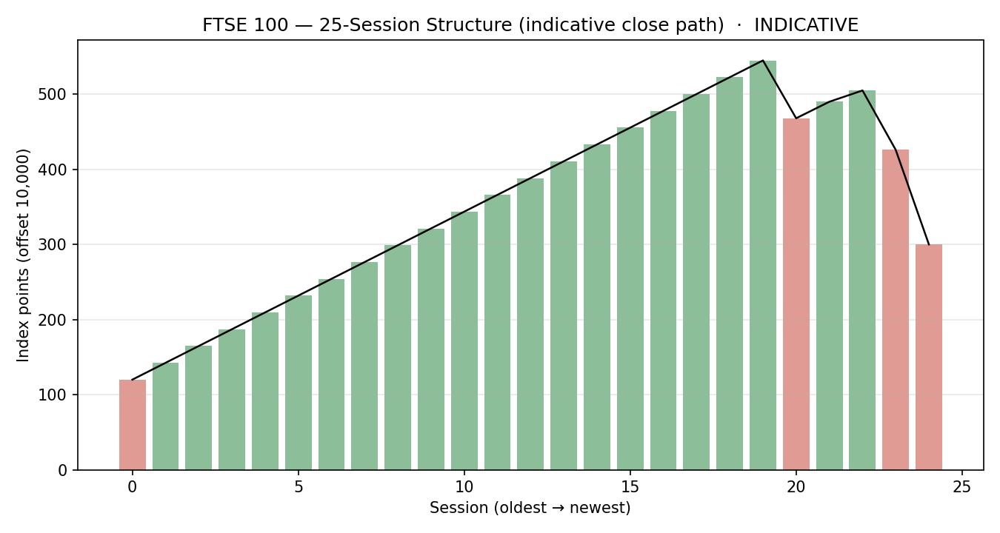 FTSE 100 — 25-Session Structure (indicative close path)  ·  INDICATIVE
Index points (offset 10,000)
500
400
300
200
100
0
0 5 10 15 20 25
Session (oldest → newest)